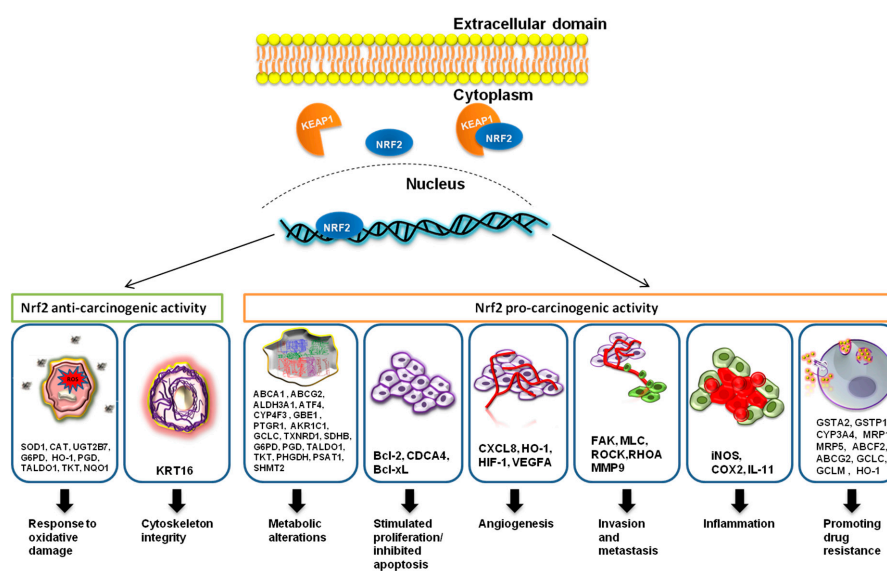 Extracellular domain
Cytoplasm
KEAP1
NRF2
KEAP1
NRF2
Nucleus
NRF2
Nrf2 anti-carcinogenic activity
Nrf2 pro-carcinogenic activity
ROS
SOD1, CAT, UGT2B7,
G6PD, HO-1, PGD,
TALDO1, TKT, NQO1
KRT16
ABCA1, ABCG2,
ALDH3A1, ATF4,
CYP4F3, GBE1,
PTGR1, AKR1C1,
GCLC, TXNRD1, SDHB,
G6PD, PGD, TALDO1,
TKT, PHGDH, PSAT1,
SHMT2
Bcl-2, CDCA4,
Bcl-xL
CXCL8, HO-1,
HIF-1, VEGFA
FAK, MLC,
ROCK,RHOA
MMP9
iNOS,
COX2, IL-11
GSTA2, GSTP1
CYP3A4, MRP1
MRP5, ABCF2,
ABCG2, GCLC,
GCLM , HO-1
Response to
oxidative
damage
Cytoskeleton
integrity
Metabolic
alterations
Stimulated
proliferation/
inhibited
apoptosis
Angiogenesis
Invasion
and
metastasis
Inflammation
Promoting
drug
resistance